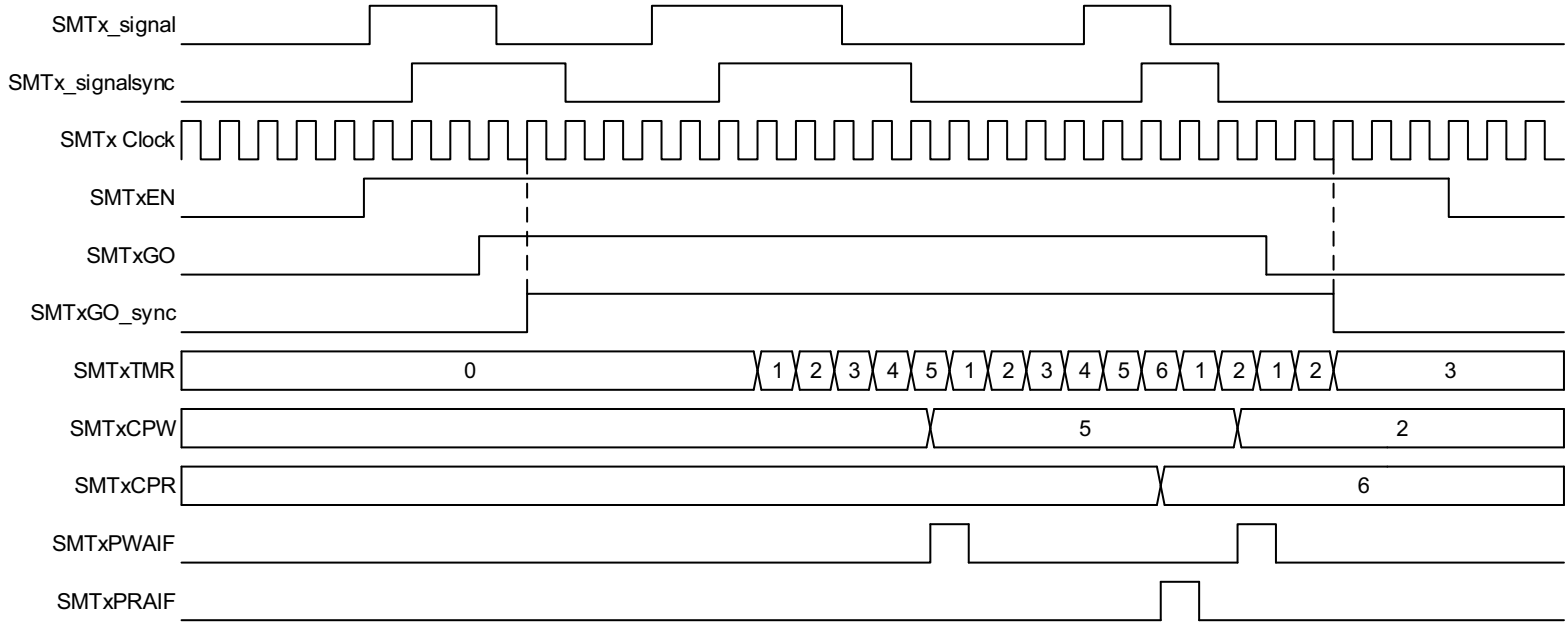 SMTx_signal
SMTx_signalsync
SMTx Clock
SMTxEN
SMTxGO
SMTxGO_sync
SMTxTMR 0 1 2 3 4 5 1 2 3 4 5 6 1 2 1 2 3
SMTxCPW 5 2
SMTxCPR 6
SMTxPWAIF
SMTxPRAIF